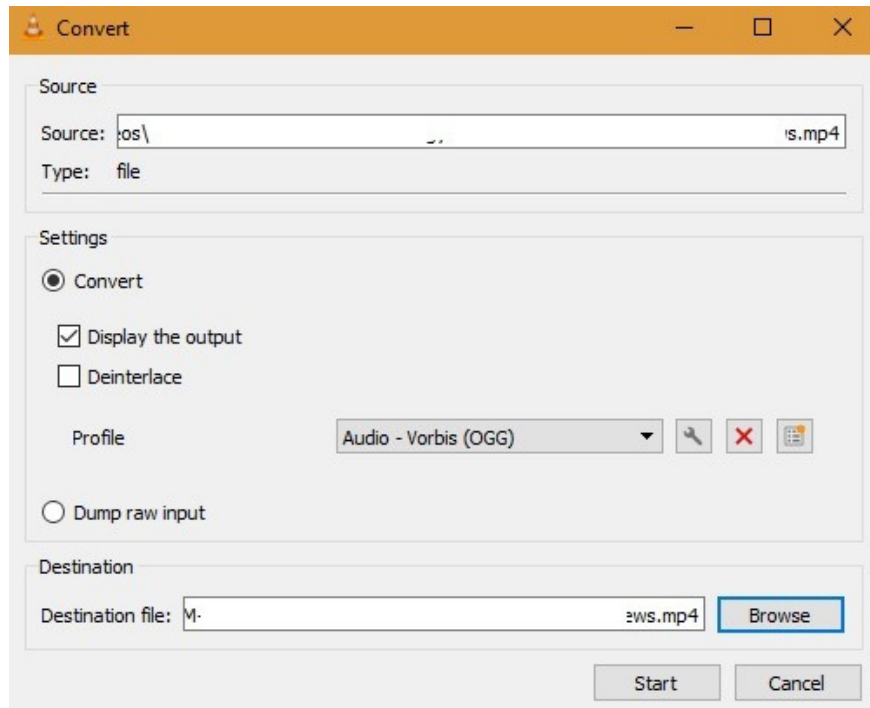 Convert
Source
Source: eos\ s.mp4
Type: file
Settings
Convert
Display the output
Deinterlace
Profile Audio - Vorbis (OGG)
Dump raw input
Destination
Destination file: M- ews.mp4 Browse
Start Cancel